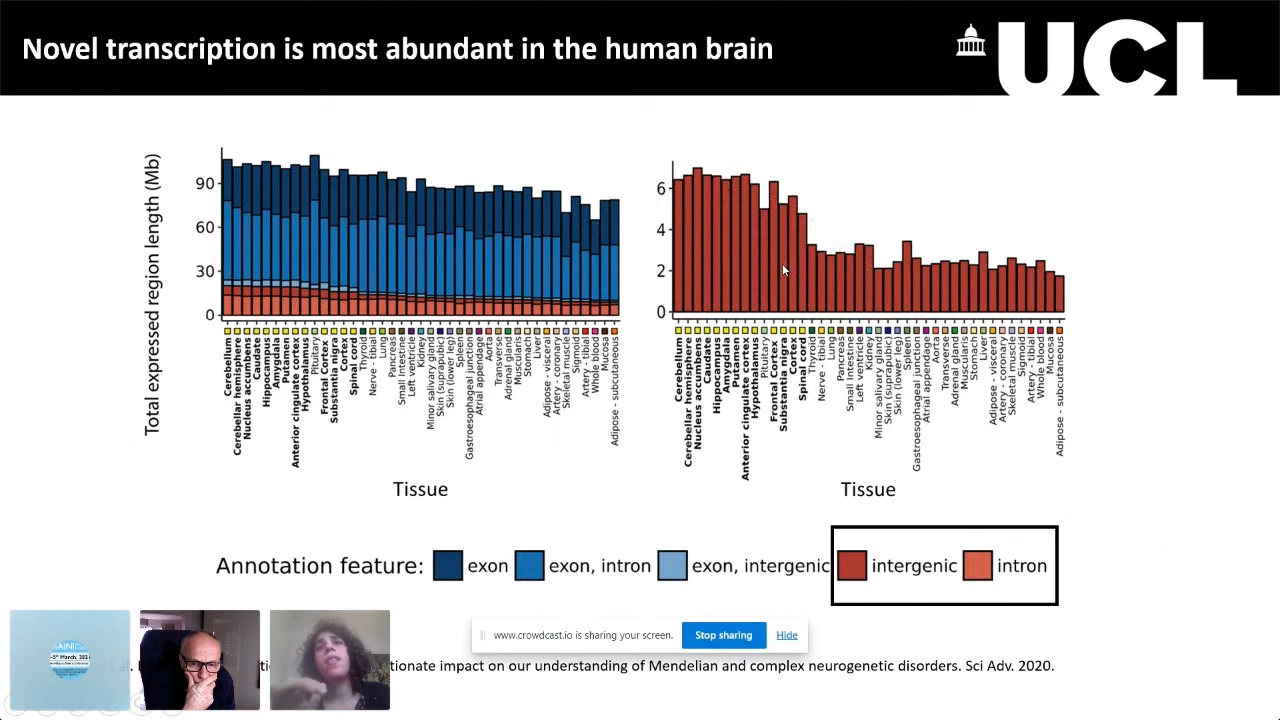 Novel transcription is most abundant in the human brain
UCL
Total expressed region length (Mb)
90
60
30
0
Cerebellum
Cerebellar hemisphere
Nucleus accumbens
Caudate
Hippocampus
Amygdala
Putamen
Anterior cingulate cortex
Hypothalamus
Pituitary
Frontal Cortex
Substantia nigra
Cortex
Spinal cord
Thyroid
Nerve - tibial
Lung
Pancreas
Small Intestine
Left ventricle
Kidney
Minor salivary gland
Skin (suprapubic)
Skin (lower leg)
Spleen
Gastroesophageal junction
Atrial appendage
Aorta
Transverse
Adrenal gland
Muscularis
Stomach
Liver
Adipose - visceral
Artery - coronary
Skeletal muscle
Sigmoid
Artery - tibial
Whole blood
Mucosa
Adipose - subcutaneous
Tissue
6
4
2
0
Cerebellum
Cerebellar hemisphere
Nucleus accumbens
Caudate
Hippocampus
Amygdala
Putamen
Anterior cingulate cortex
Hypothalamus
Pituitary
Frontal Cortex
Substantia nigra
Cortex
Spinal cord
Thyroid
Nerve - tibial
Lung
Pancreas
Small Intestine
Left ventricle
Kidney
Minor salivary gland
Skin (suprapubic)
Skin (lower leg)
Spleen
Gastroesophageal junction
Atrial appendage
Aorta
Transverse
Adrenal gland
Muscularis
Stomach
Liver
Adipose - visceral
Artery - coronary
Skeletal muscle
Sigmoid
Artery - tibial
Whole blood
Mucosa
Adipose - subcutaneous
Tissue
Annotation feature: exon exon, intron exon, intergenic intergenic intron
www.crowdcast.io is sharing your screen. Stop sharing Hide
et al. tionate impact on our understanding of Mendelian and complex neurogenetic disorders. Sci Adv. 2020.